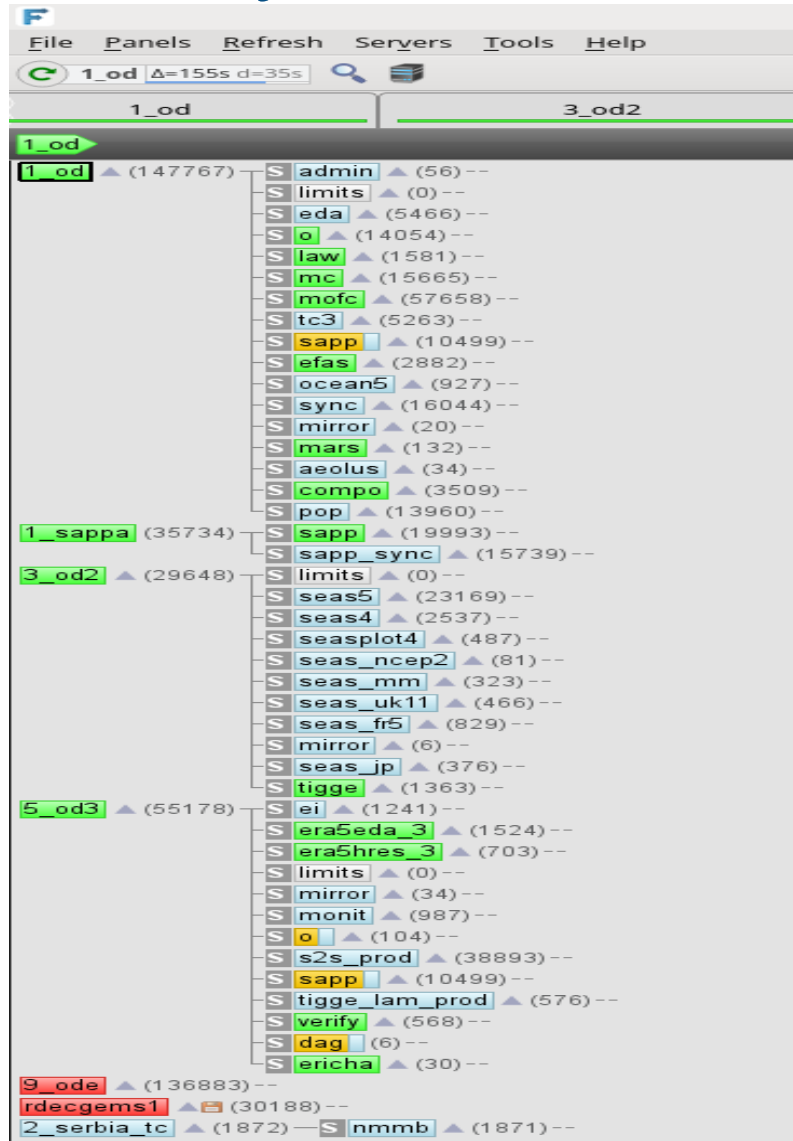 File Panels Refresh Servers Tools Help
1_od Δ=155s d=35s
1_od 3_od2
1_od
1_od (147767) S admin (56)--
S limits (0)--
S eda (5466)--
S o (14054)--
S law (1581)--
S mc (15665)--
S mofc (57658)--
S tc3 (5263)--
S sapp (10499)--
S efas (2882)--
S ocean5 (927)--
S sync (16044)--
S mirror (20)--
S mars (132)--
S aeolus (34)--
S compo (3509)--
S pop (13960)--
1_sappa (35734) S sapp (19993)--
S sapp_sync (15739)--
3_od2 (29648) S limits (0)--
S seas5 (23169)--
S seas4 (2537)--
S seasplot4 (487)--
S seas_ncep2 (81)--
S seas_mm (323)--
S seas_uk11 (466)--
S seas_fr5 (829)--
S mirror (6)--
S seas_jp (376)--
S tigge (1363)--
5_od3 (55178) S ei (1241)--
S era5eda_3 (1524)--
S era5hres_3 (703)--
S limits (0)--
S mirror (34)--
S monit (987)--
S o (104)--
S s2s_prod (38893)--
S sapp (10499)--
S tigge_lam_prod (576)--
S verify (568)--
S dag (6)--
S ericha (30)--
9_ode (136883)--
rdecgems1 (30188)--
2_serbia_tc (1872) S nmmb (1871)--